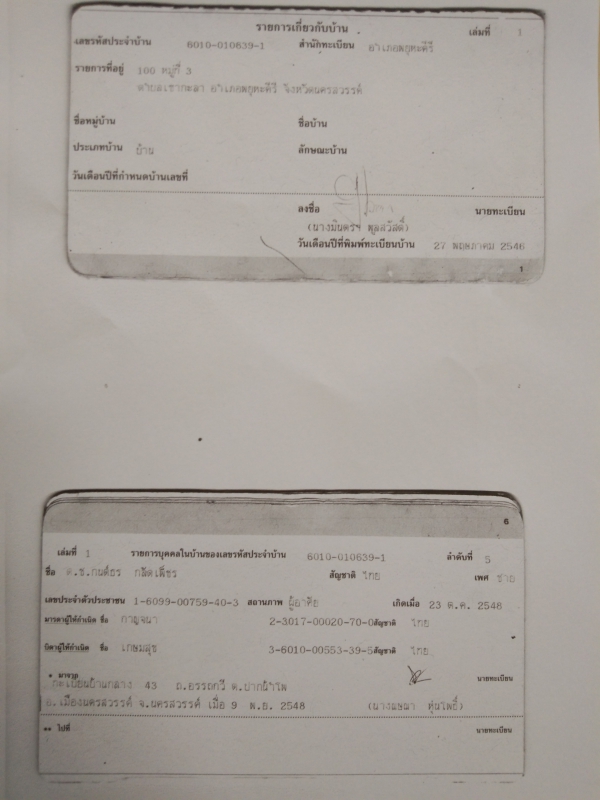 รายการเกี่ยวกับบ้าน เล่มที่ 1
เลขรหัสประจำบ้าน 6010-010639-1 สำนักทะเบียน อำเภอพยุหะคีรี
รายการที่อยู่ 100 หมู่ที่ 3
ตำบลเขากะลา อำเภอพยุหะคีรี จังหวัดนครสวรรค์
ชื่อหมู่บ้าน ชื่อบ้าน
ประเภทบ้าน บ้าน ลักษณะบ้าน
วันเดือนปีที่กำหนดบ้านเลขที่
ลงชื่อ นายทะเบียน
(นางมินตรา พูลสวัสดิ์)
วันเดือนปีที่พิมพ์ทะเบียนบ้าน 27 พฤษภาคม 2546
1
6
เล่มที่ 1 รายการบุคคลในบ้านของเลขรหัสประจำบ้าน 6010-010639-1 ลำดับที่ 5
ชื่อ ด.ช.กนต์ธร กลัดเพ็ชร สัญชาติ ไทย เพศ ชาย
เลขประจำตัวประชาชน 1-6099-00759-40-3 สถานภาพ ผู้อาศัย เกิดเมื่อ 23 ต.ค. 2548
มารดาผู้ให้กำเนิด ชื่อ กาญจนา 2-3017-00020-70-0 สัญชาติ ไทย
บิดาผู้ให้กำเนิด ชื่อ เกษมสุข 3-6010-00553-39-5 สัญชาติ ไทย
* มาจาก นายทะเบียน
ทะเบียนบ้านกลาง 43 ถ.อรรถกวี ต.ปากน้ำโพ
อ.เมืองนครสวรรค์ จ.นครสวรรค์ เมื่อ 9 พ.ย. 2548 (นาง หุ่นโพธิ์)
** ไปที่ นายทะเบียน